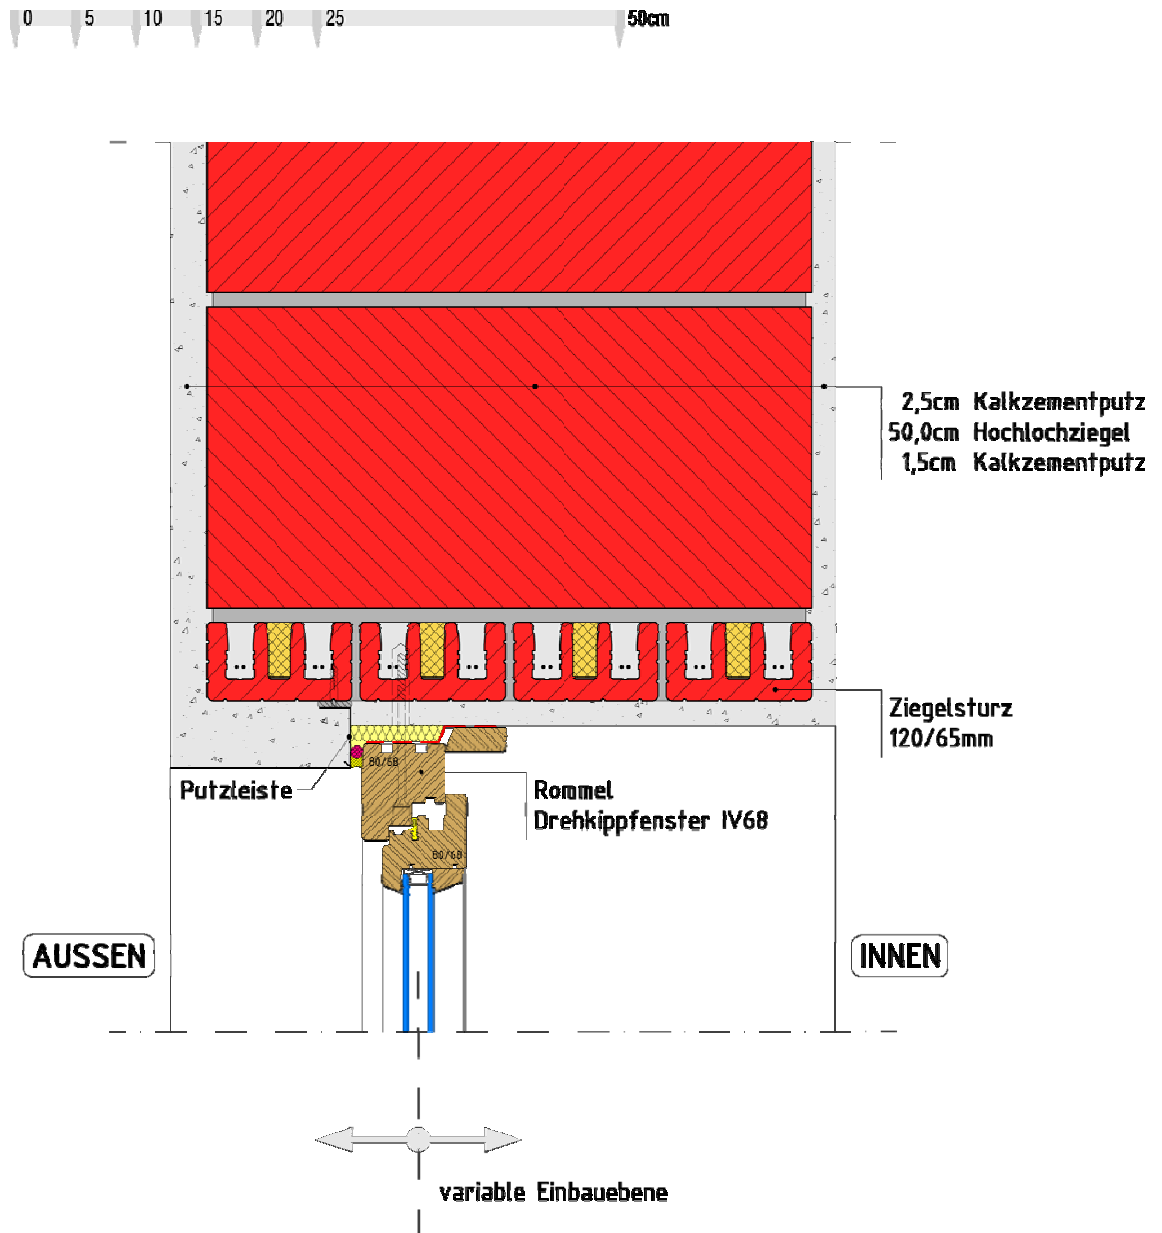 0 5 10 15 20 25 50cm
2,5cm Kalkzementputz
50,0cm Hochlochziegel
1,5cm Kalkzementputz
Ziegelsturz
120/65mm
80/68
Putzleiste
Rommel
Drehkippfenster IV68
80/68
AUSSEN
INNEN
variable Einbauebene